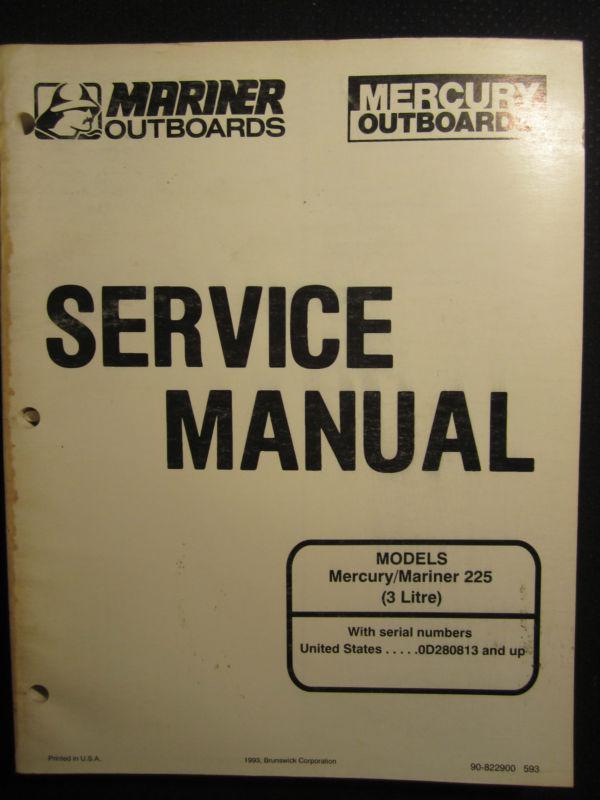 MARINER
OUTBOARDS
MERCURY
OUTBOARDS
SERVICE
MANUAL
MODELS
Mercury/Mariner 225
(3 Litre)
With serial numbers
United States . . . . .0D280813 and up
Printed in U.S.A.
1993, Brunswick Corporation
90-822900 593